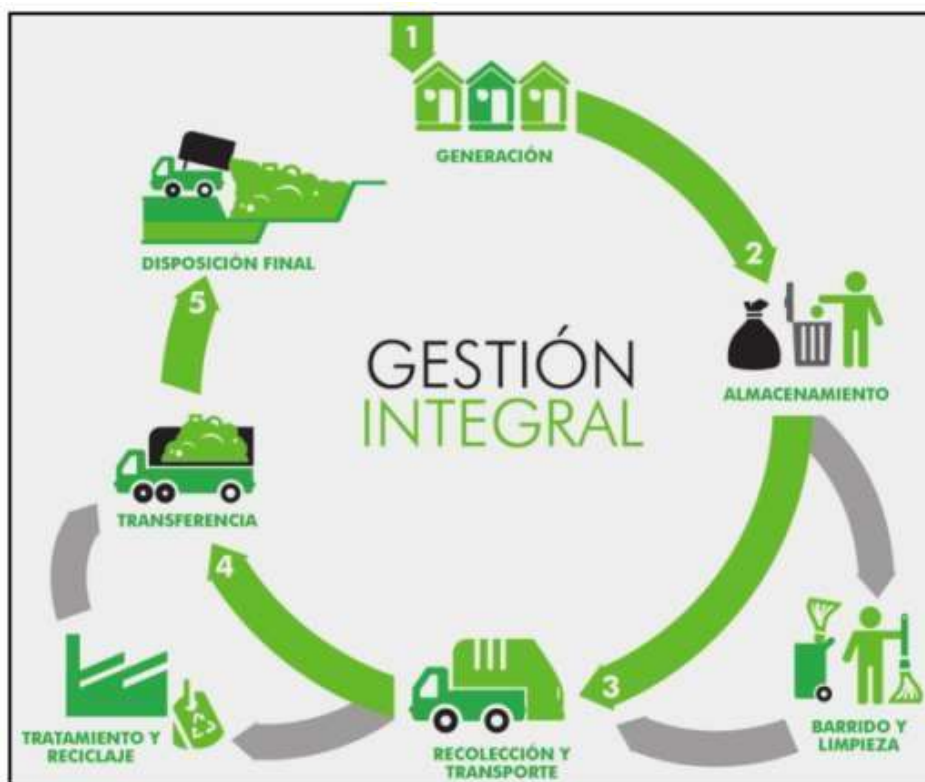 1
GENERACIÓN
2
ALMACENAMIENTO
GESTIÓN
INTEGRAL
3
BARRIDO Y
LIMPIEZA
RECOLECCIÓN Y
TRANSPORTE
4
TRATAMIENTO Y
RECICLAJE
TRANSFERENCIA
5
DISPOSICIÓN FINAL